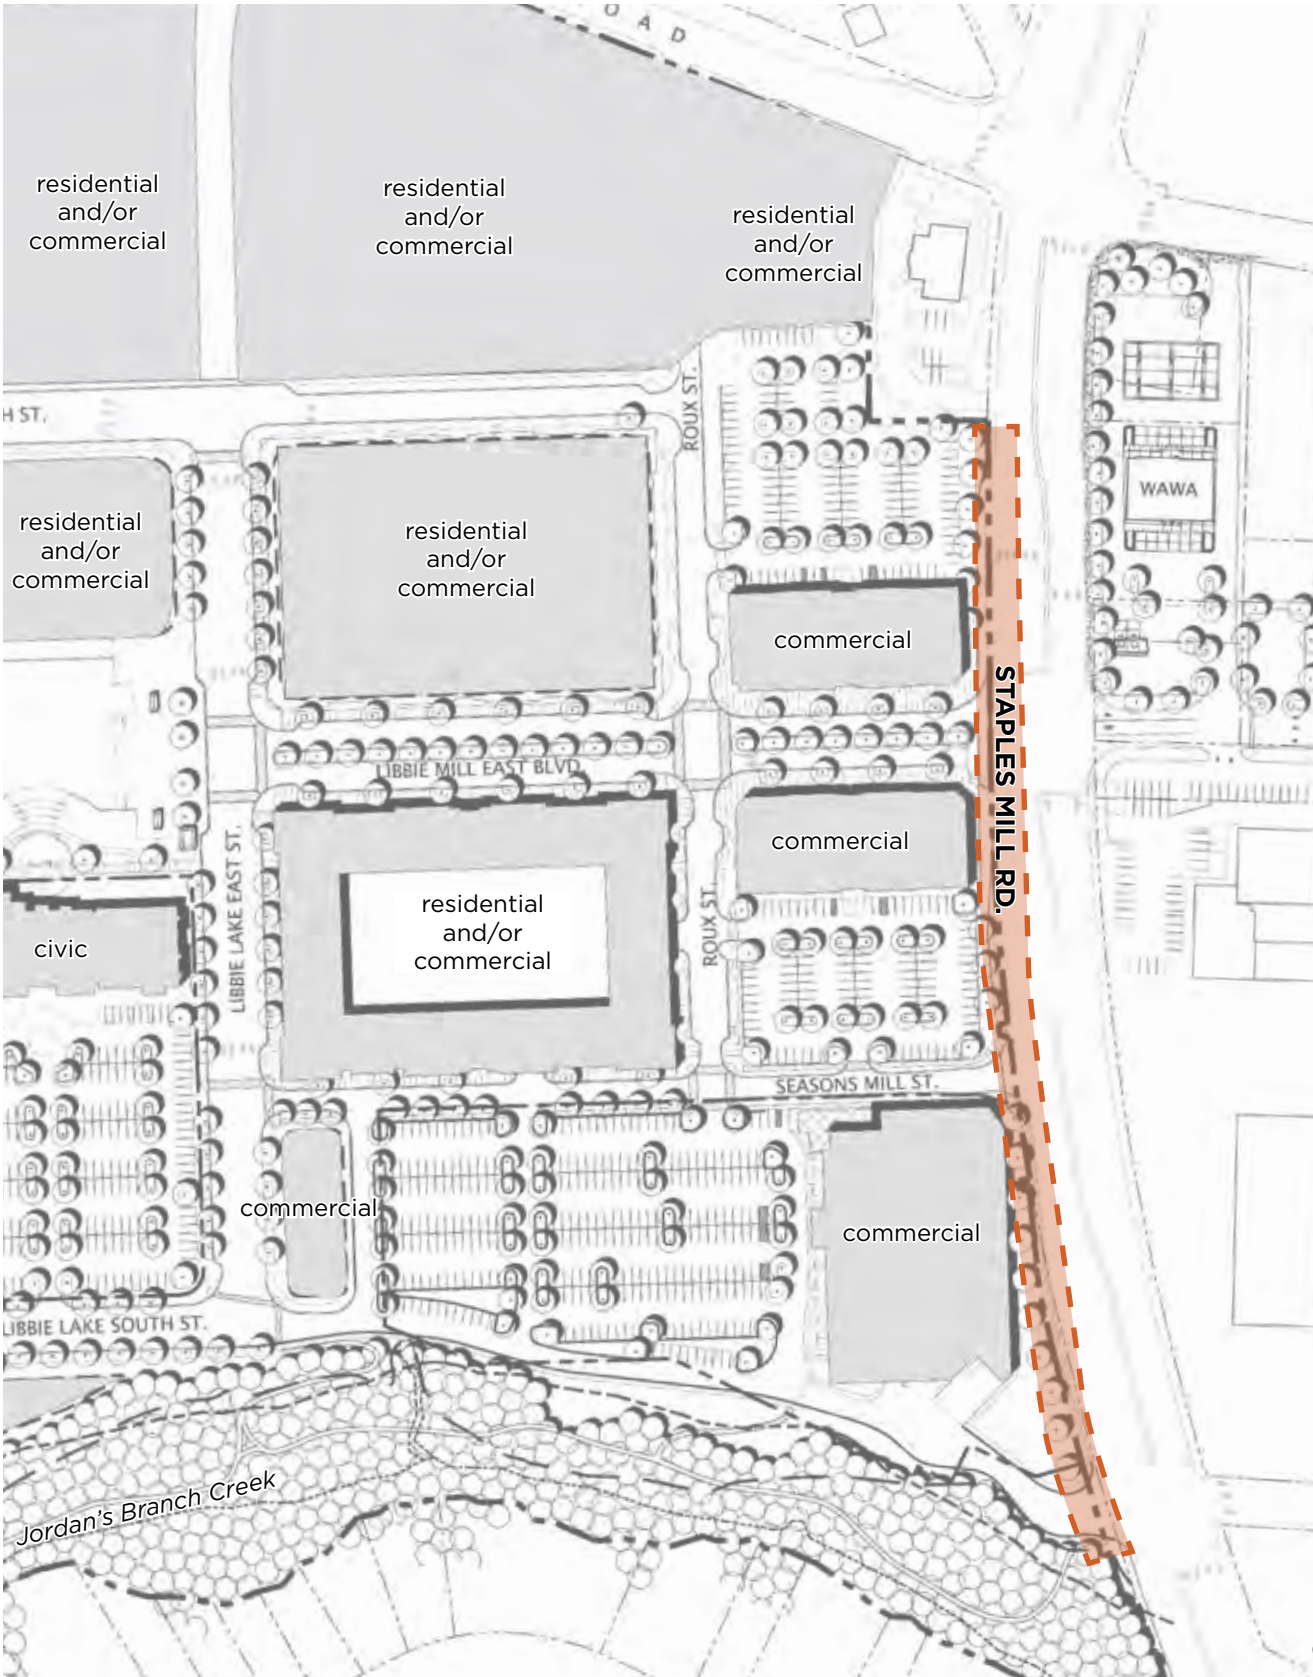 OAD
residential
and/or
commercial
residential
and/or
commercial
residential
and/or
commercial
H ST.
ROUX ST.
WAWA
residential
and/or
commercial
residential
and/or
commercial
commercial
STAPLES MILL RD.
LIBBIE MILL EAST BLVD
commercial
LIBBIE LAKE EAST ST.
ROUX ST.
residential
and/or
commercial
civic
SEASONS MILL ST.
commercial
commercial
LIBBIE LAKE SOUTH ST.
Jordan's Branch Creek